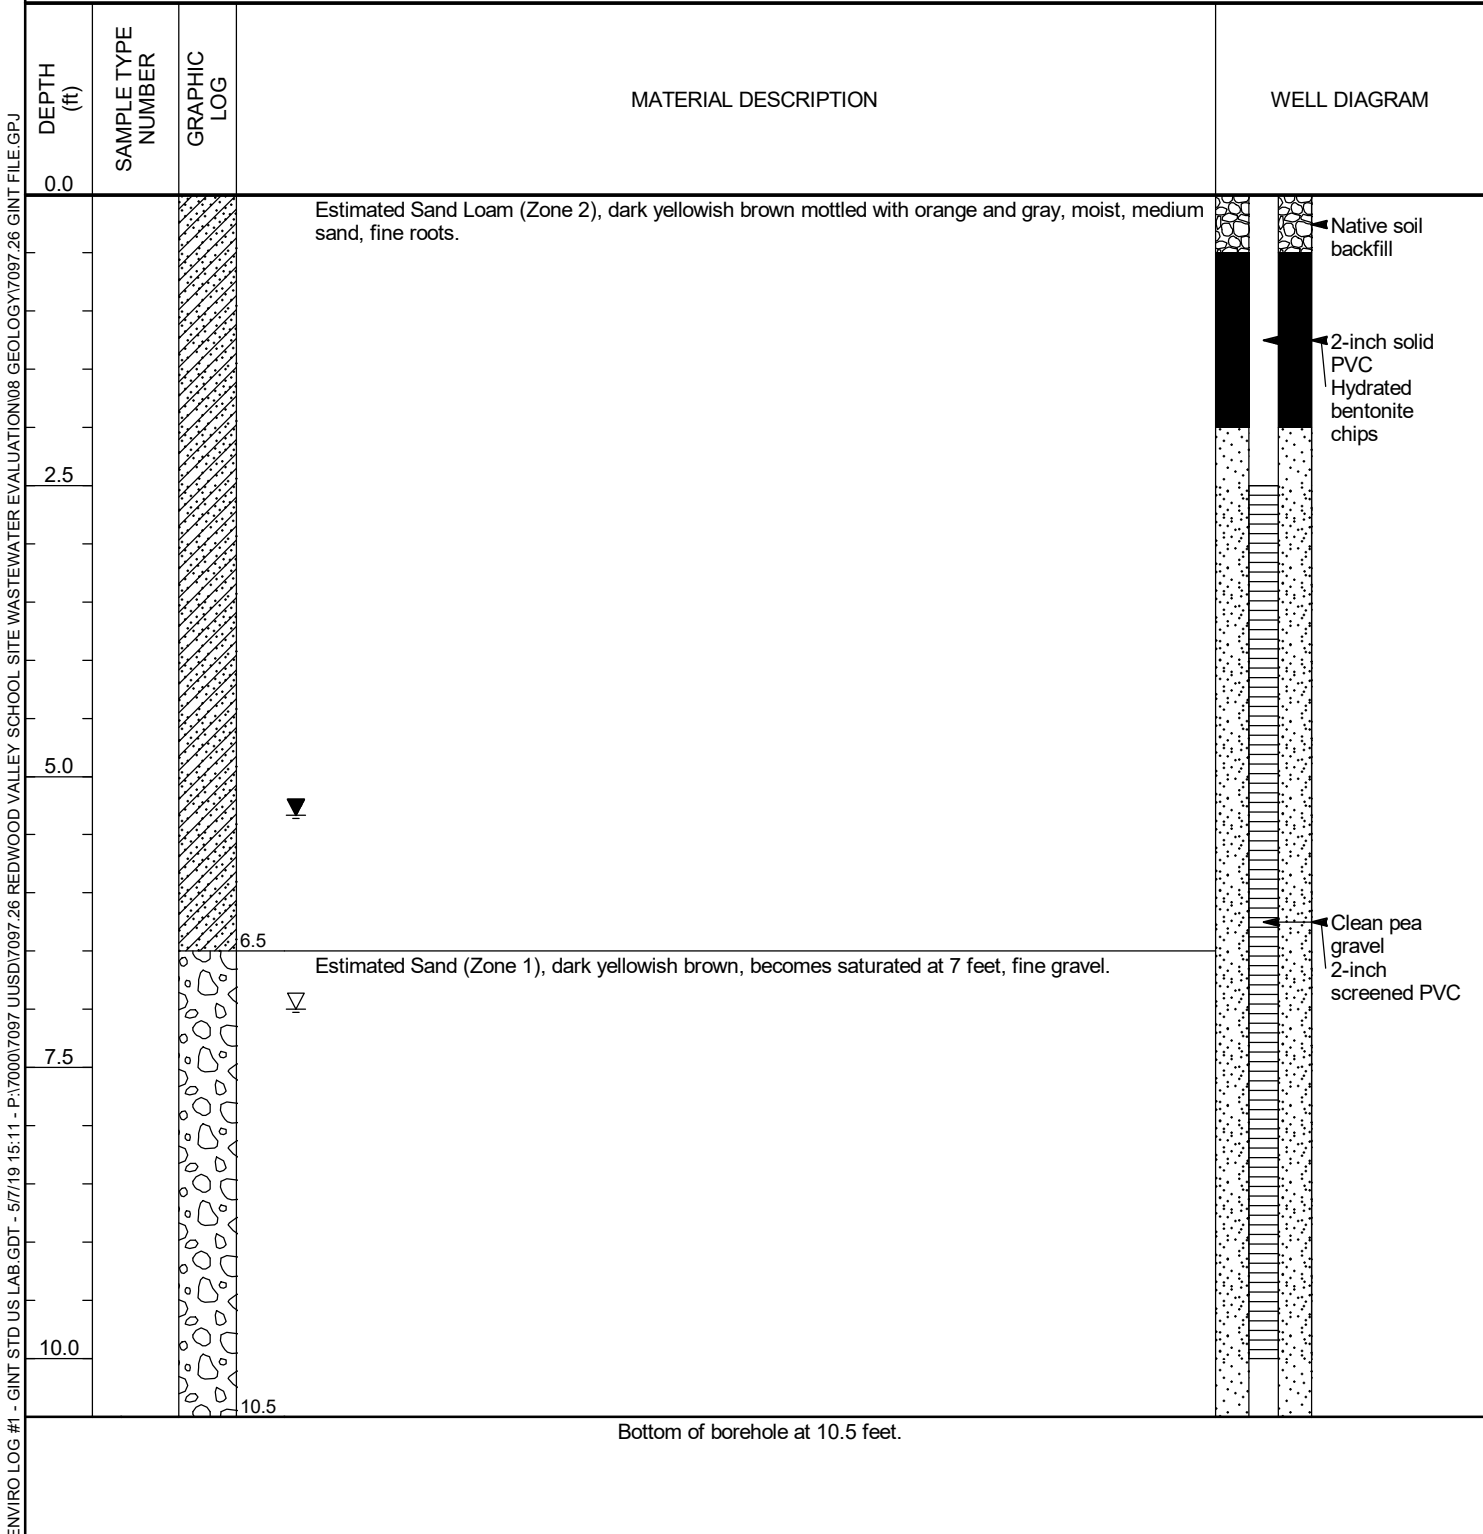 DEPTH
(ft)
SAMPLE TYPE
NUMBER
GRAPHIC
LOG
MATERIAL DESCRIPTION
WELL DIAGRAM
0.0
Estimated Sand Loam (Zone 2), dark yellowish brown mottled with orange and gray, moist, medium
sand, fine roots.
Native soil
backfill
2-inch solid
PVC
Hydrated
bentonite
chips
2.5
5.0
6.5
Estimated Sand (Zone 1), dark yellowish brown, becomes saturated at 7 feet, fine gravel.
Clean pea
gravel
2-inch
screened PVC
7.5
10.0
10.5
Bottom of borehole at 10.5 feet.
ENVIRO LOG #1 - GINT STD US LAB.GDT - 5/7/19 15:11 - P:\7000\7097 UUSD\7097.26 REDWOOD VALLEY SCHOOL SITE WASTEWATER EVALUATION\08 GEOLOGY\7097.26 GINT FILE.GPJ